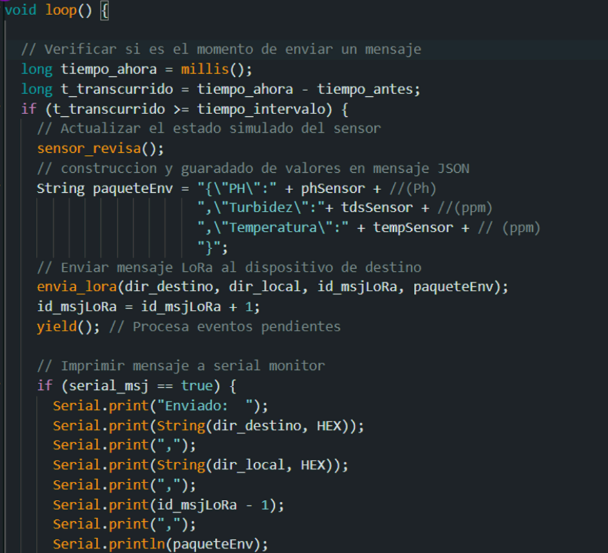 void loop() {
// Verificar si es el momento de enviar un mensaje
long tiempo_ahora = millis();
long t_transcurrido = tiempo_ahora - tiempo_antes;
if (t_transcurrido >= tiempo_intervalo) {
// Actualizar el estado simulado del sensor
sensor_revisa();
// construccion y guaradado de valores en mensaje JSON
String paqueteEnv = "{\"PH\":" + phSensor + //(Ph)
",\"Turbidez\":"+ tdsSensor + //(ppm)
",\"Temperatura\":" + tempSensor + // (ppm)
"}";
// Enviar mensaje LoRa al dispositivo de destino
envia_lora(dir_destino, dir_local, id_msjLoRa, paqueteEnv);
id_msjLoRa = id_msjLoRa + 1;
yield(); // Procesa eventos pendientes
// Imprimir mensaje a serial monitor
if (serial_msj == true) {
Serial.print("Enviado:  ");
Serial.print(String(dir_destino, HEX));
Serial.print(",");
Serial.print(String(dir_local, HEX));
Serial.print(",");
Serial.print(id_msjLoRa - 1);
Serial.print(",");
Serial.println(paqueteEnv);